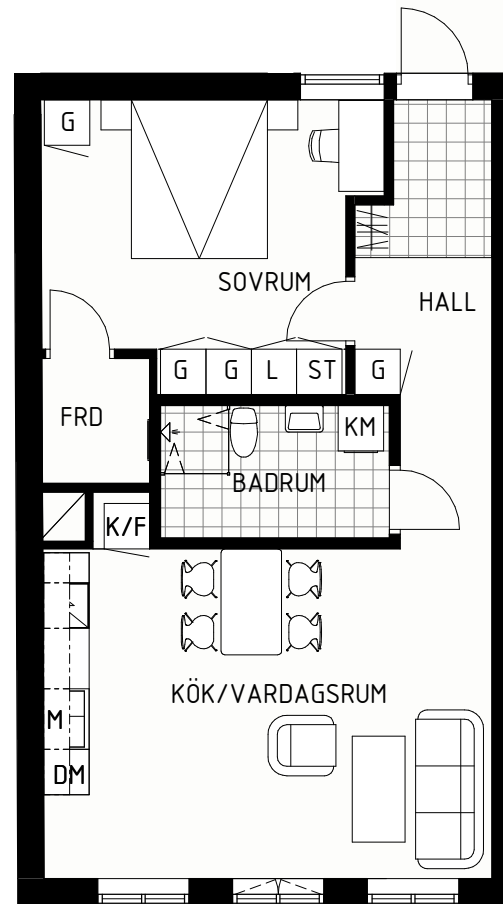 G
SOVRUM
HALL
G
G
L
ST
G
FRD
KM
BADRUM
K/F
KÖK/VARDAGSRUM
M
DM